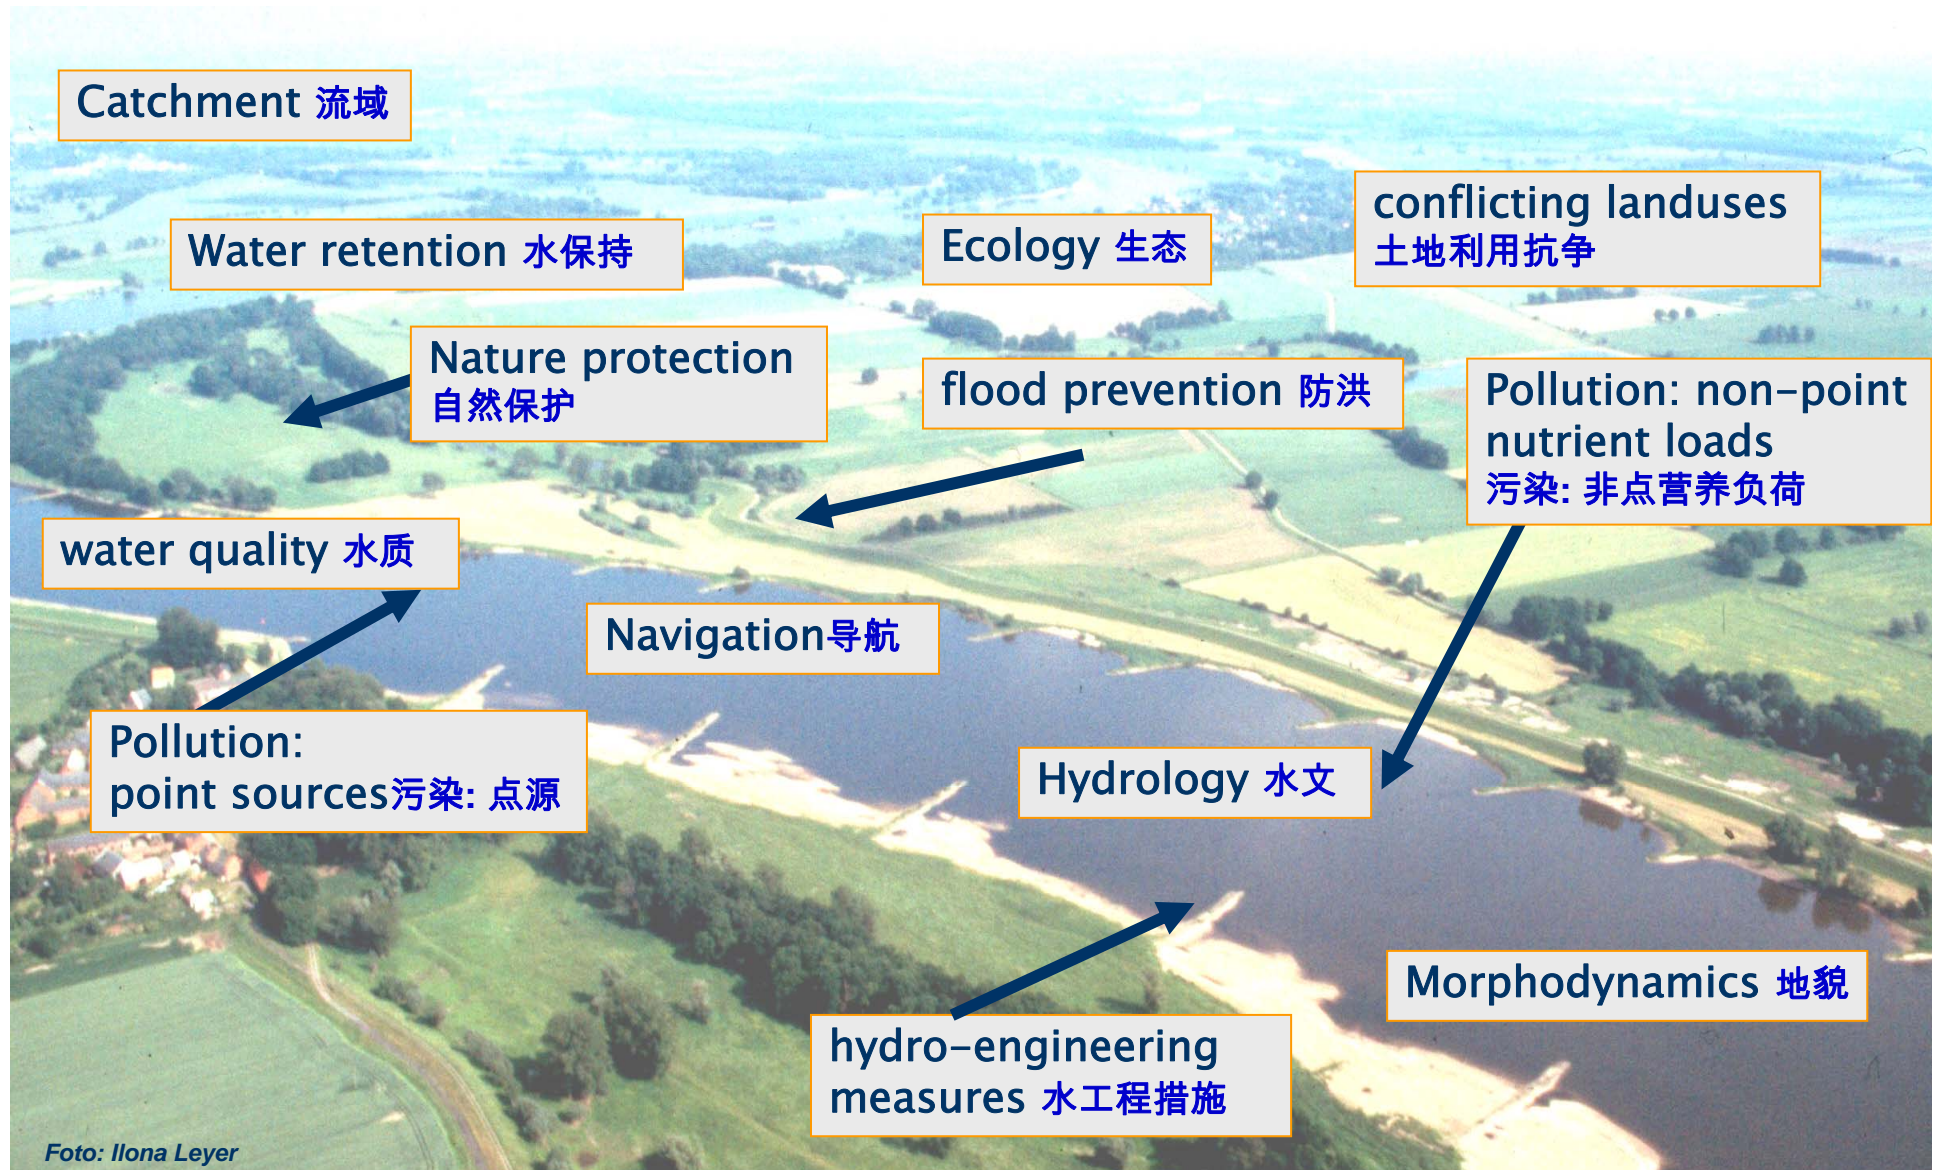 Catchment 流域
conflicting landuses
土地利用抗争
Water retention 水保持
Ecology 生态
Nature protection
自然保护
flood prevention 防洪
Pollution: non-point
nutrient loads
污染: 非点营养负荷
water quality 水质
Navigation导航
Pollution:
point sources污染: 点源
Hydrology 水文
Morphodynamics 地貌
hydro-engineering
measures 水工程措施
Foto: Ilona Leyer